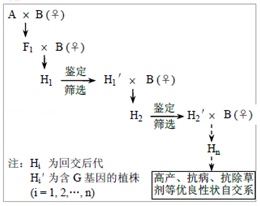 A × B (♀)
F₁ × B (♀)
H₁ 鉴定 筛选 H₁′ × B (♀)
H₂ 鉴定 筛选 H₂′ × B (♀)
Hₙ
注：Hᵢ 为回交后代
Hᵢ′ 为含 G 基因的植株
(i = 1, 2,…, n)
高产、抗病、抗除草
剂等优良性状自交系